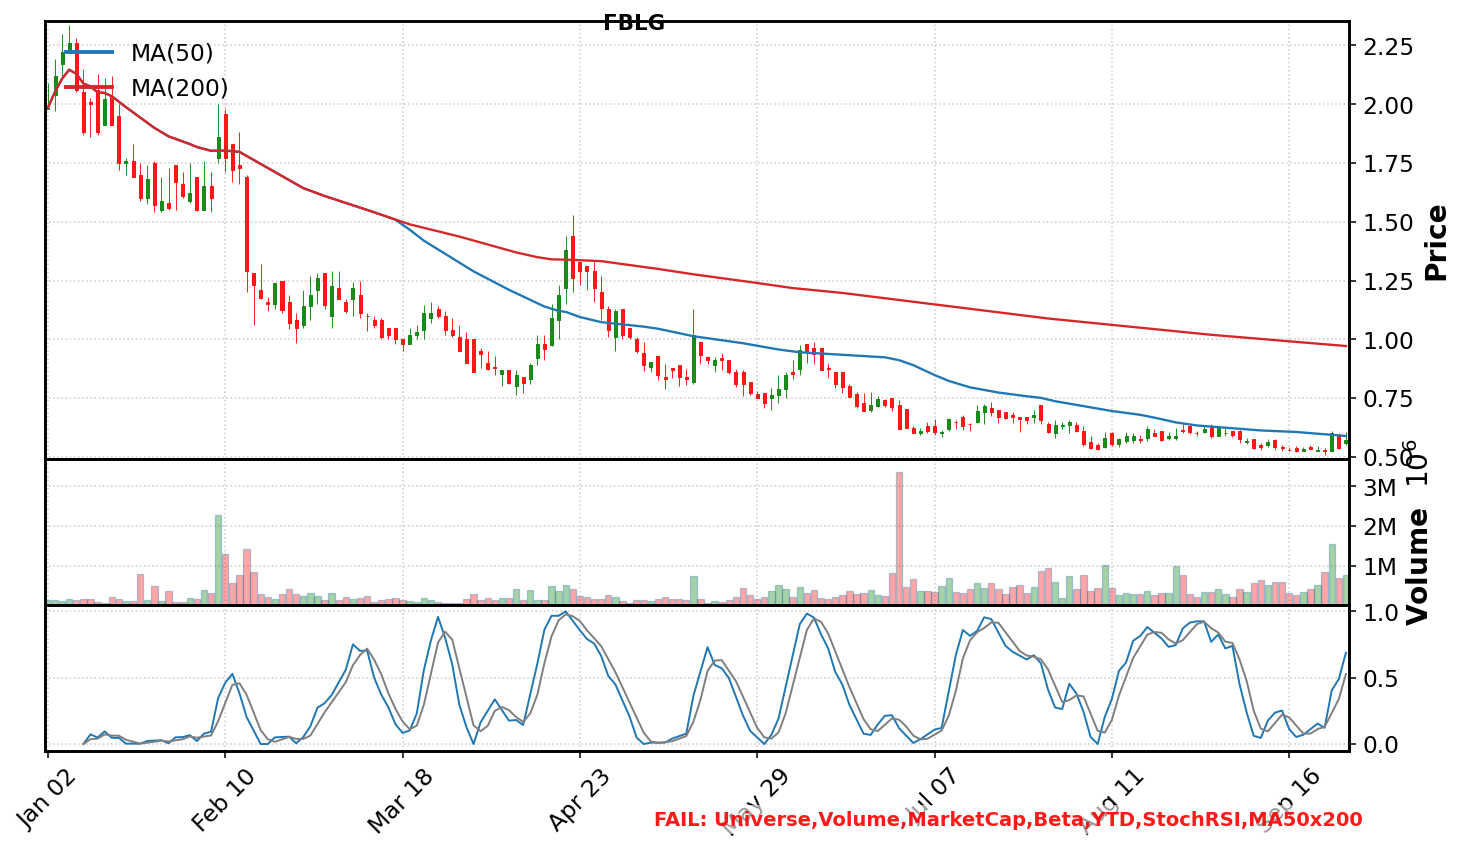 FBLG
MA(50)
MA(200)
2.25
2.00
1.75
1.50
1.25
1.00
0.75
0.50
Price
3M
2M
1M
Volume 10^6
1.0
0.5
0.0
Jan 02
Feb 10
Mar 18
Apr 23
May 29
Jul 07
Aug 11
Sep 16
FAIL: Universe,Volume,MarketCap,Beta,YTD,StochRSI,MA50x200